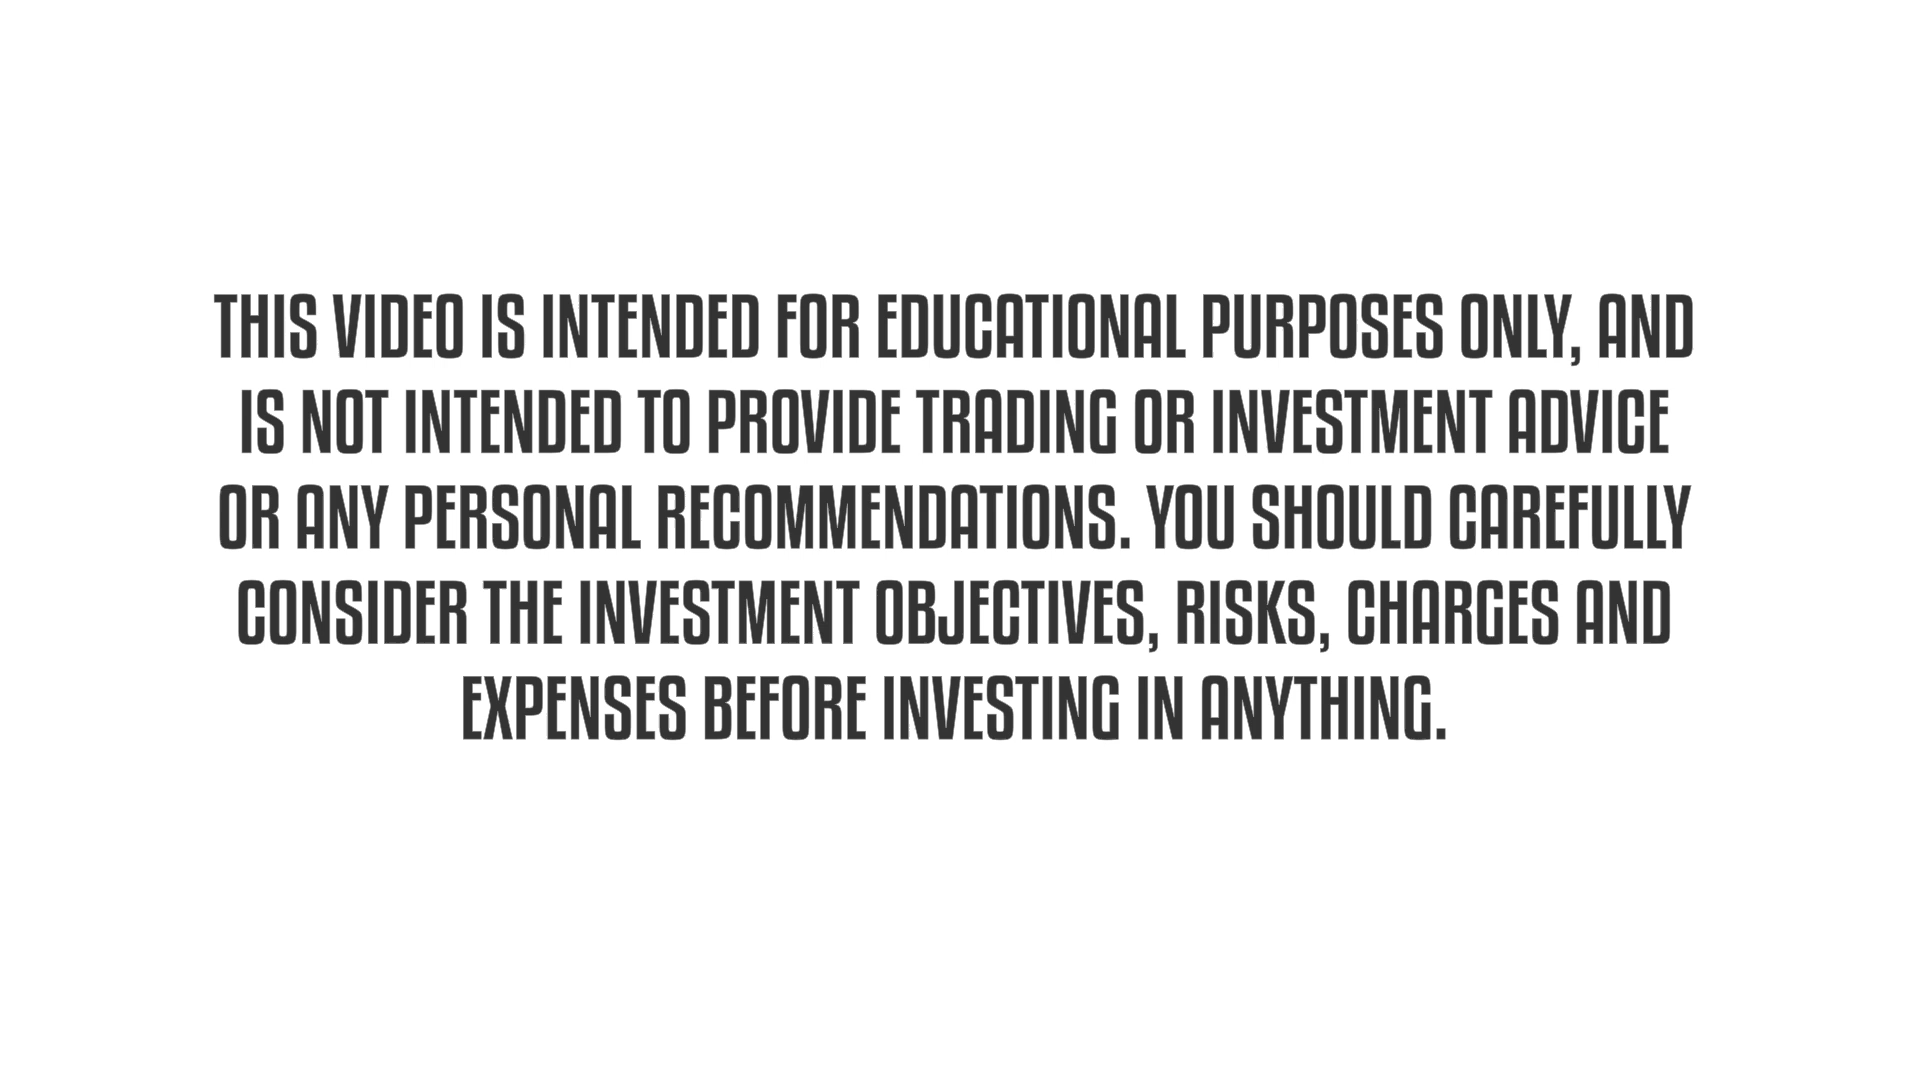 THIS VIDEO IS INTENDED FOR EDUCATIONAL PURPOSES ONLY, AND
IS NOT INTENDED TO PROVIDE TRADING OR INVESTMENT ADVICE
OR ANY PERSONAL RECOMMENDATIONS. YOU SHOULD CAREFULLY
CONSIDER THE INVESTMENT OBJECTIVES, RISKS, CHARGES AND
EXPENSES BEFORE INVESTING IN ANYTHING.